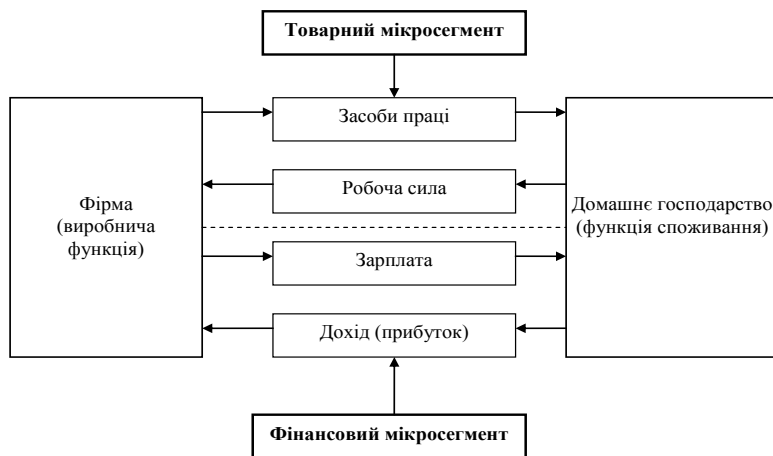 Товарний мікросегмент
Засоби праці
Робоча сила
Фірма
(виробнича
функція)
Домашнє господарство
(функція споживання)
Зарплата
Дохід (прибуток)
Фінансовий мікросегмент